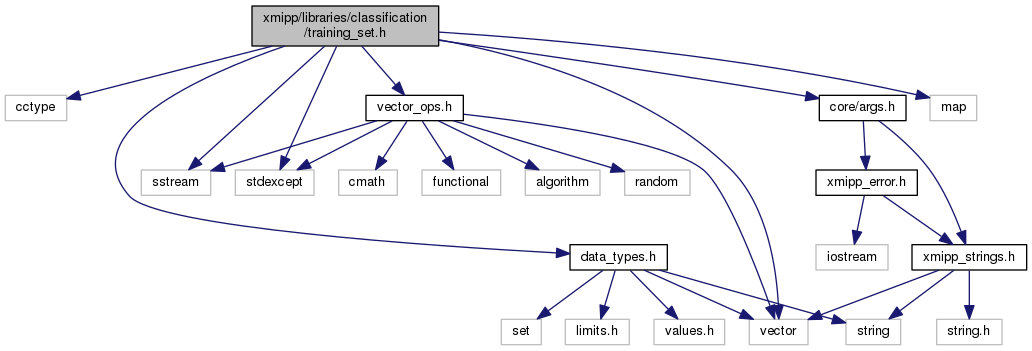 xmipp/libraries/classification
/training_set.h
cctype
vector_ops.h
core/args.h
map
sstream
stdexcept
cmath
functional
algorithm
random
xmipp_error.h
data_types.h
iostream
xmipp_strings.h
set
limits.h
values.h
vector
string
string.h